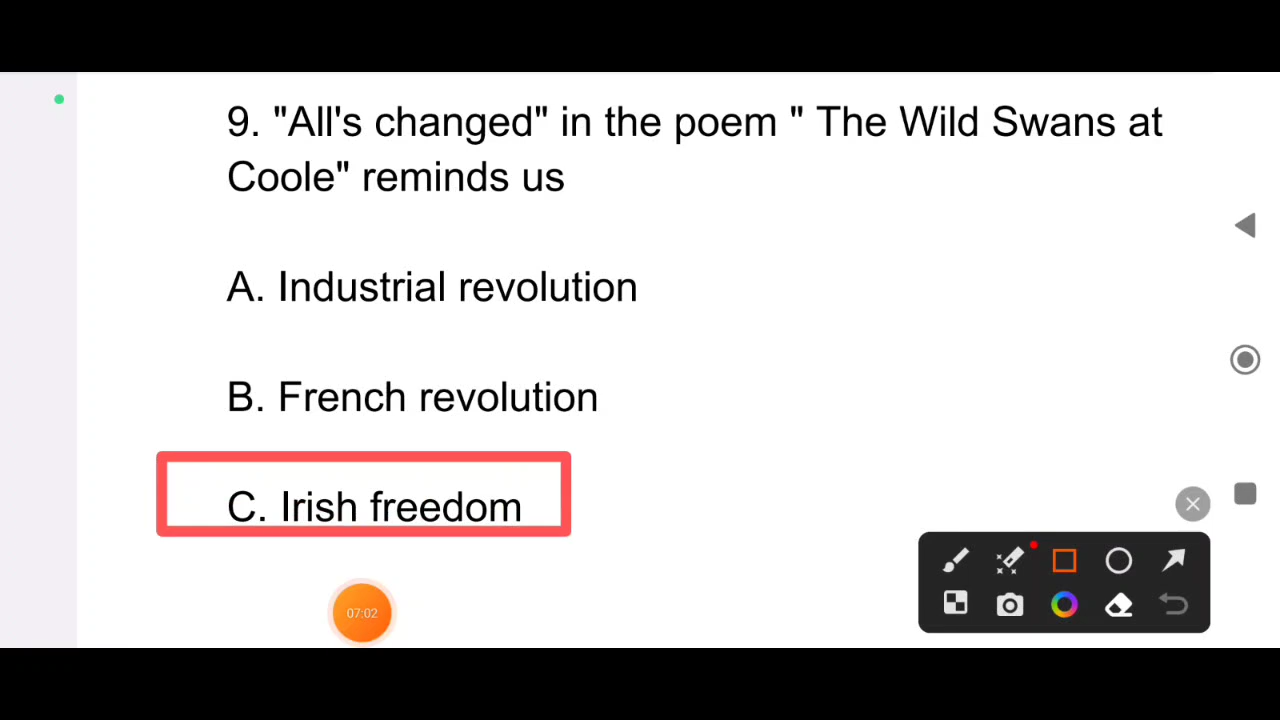 9. "All's changed" in the poem " The Wild Swans at
Coole" reminds us
A. Industrial revolution
B. French revolution
C. Irish freedom
07:02